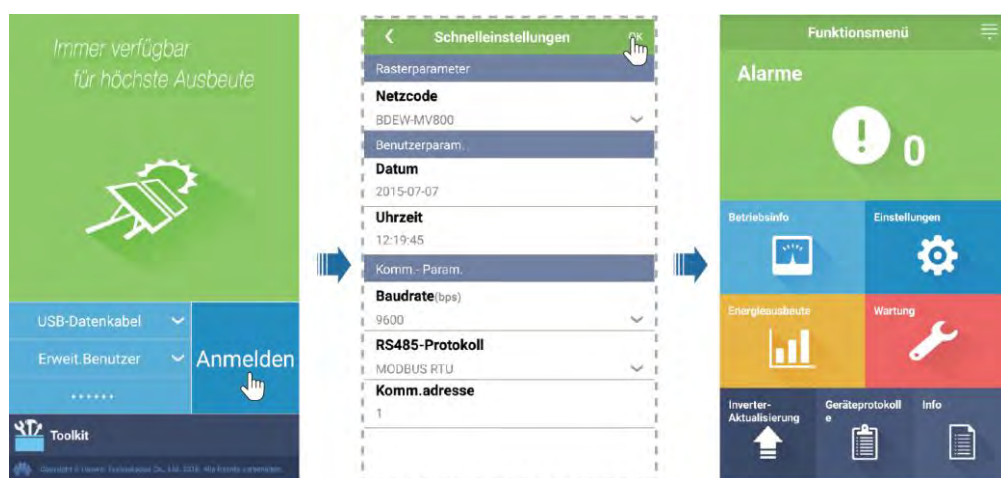 Immer verfügbar
für höchste Ausbeute
USB-Datenkabel
Erweit.Benutzer
Anmelden
Toolkit
Schnelleinstellungen
OK
Rasterparameter
Netzcode
BDEW-MV800
Benutzerparam.
Datum
2015-07-07
Uhrzeit
12:19:45
Komm.- Param.
Baudrate(bps)
9600
RS485-Protokoll
MODBUS RTU
Komm.adresse
1
Funktionsmenü
Alarme
0
Betriebsinfo
Einstellungen
Energieausbeute
Wartung
Inverter-
Aktualisierung
Geräteprotokoll
e
Info